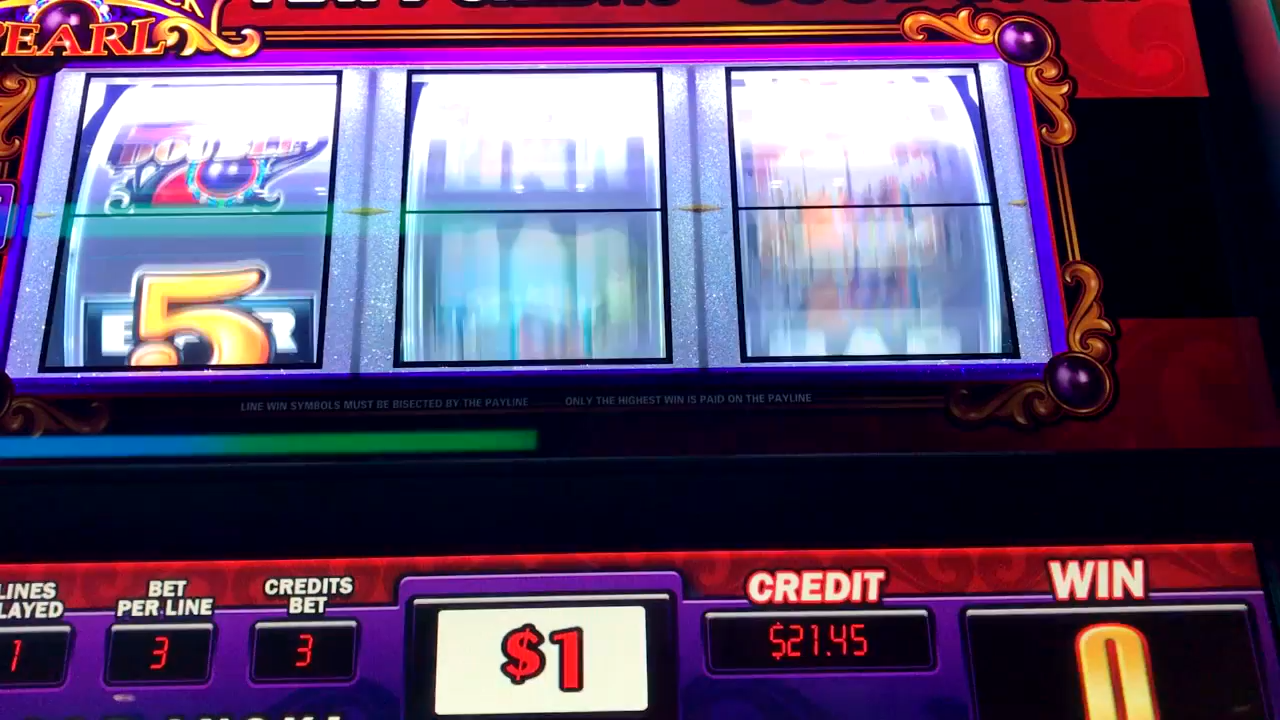 PEARL
DOUBLE
5
BAR
LINE WIN SYMBOLS MUST BE BISECTED BY THE PAYLINE ONLY THE HIGHEST WIN IS PAID ON THE PAYLINE
LINES
BET
PER LINE
CREDITS
BET
CREDIT
WIN
1
3
3
$1
$21.45
0